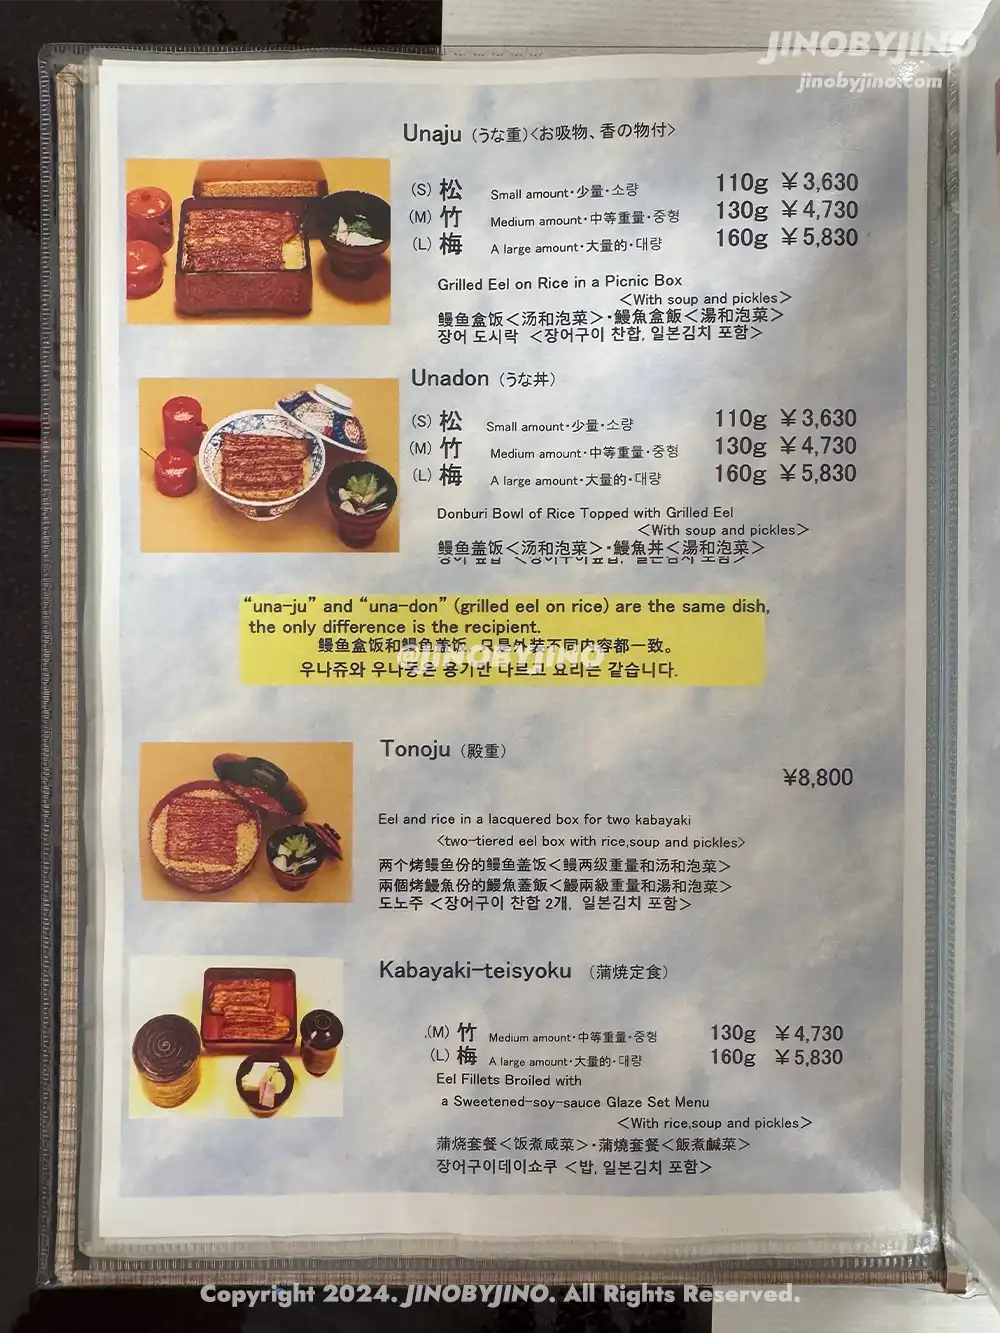 JINOBYJINO
jinobyjino.com
Unaju (うな重)<お吸物、香の物付>
(S) 松 Small amount・少量・소량 110g ￥3,630
(M) 竹 Medium amount・中等重量・중형 130g ￥4,730
(L) 梅 A large amount・大量的・대량 160g ￥5,830
Grilled Eel on Rice in a Picnic Box
<With soup and pickles>
鰻鱼盒饭<汤和泡菜>・鰻魚盒飯<湯和泡菜>
장어 도시락 <장어구이 찬합, 일본김치 포함>
Unadon (うな丼)
(S) 松 Small amount・少量・소량 110g ￥3,630
(M) 竹 Medium amount・中等重量・중형 130g ￥4,730
(L) 梅 A large amount・大量的・대량 160g ￥5,830
Donburi Bowl of Rice Topped with Grilled Eel
<With soup and pickles>
鰻鱼盖饭<汤和泡菜>・鰻魚丼<湯和泡菜>
"una-ju" and "una-don" (grilled eel on rice) are the same dish,
the only difference is the recipient.
鳗鱼盒饭和鳗鱼盖饭，只是外装不同内容都一致。
@JINOBYJINO
우나쥬와 우나동은 용기만 다르고 요리는 같습니다.
Tonoju (殿重)
¥8,800
Eel and rice in a lacquered box for two kabayaki
<two-tiered eel box with rice,soup and pickles>
两个烤鰻鱼份的鰻鱼盖饭<鰻两级重量和汤和泡菜>
兩個烤鰻魚份的鰻魚蓋飯<鰻兩級重量和湯和泡菜>
도노주 <장어구이 찬합 2개, 일본김치 포함>
Kabayaki-teisyoku (蒲焼定食)
(M) 竹 Medium amount・中等重量・중형 130g ￥4,730
(L) 梅 A large amount・大量的・대량 160g ￥5,830
Eel Fillets Broiled with
a Sweetened-soy-sauce Glaze Set Menu
<With rice,soup and pickles>
蒲烧套餐<饭煮咸菜>・蒲燒套餐<飯煮鹹菜>
장어구이데이쇼쿠 <밥, 일본김치 포함>
Copyright 2024. JINOBYJINO. All Rights Reserved.